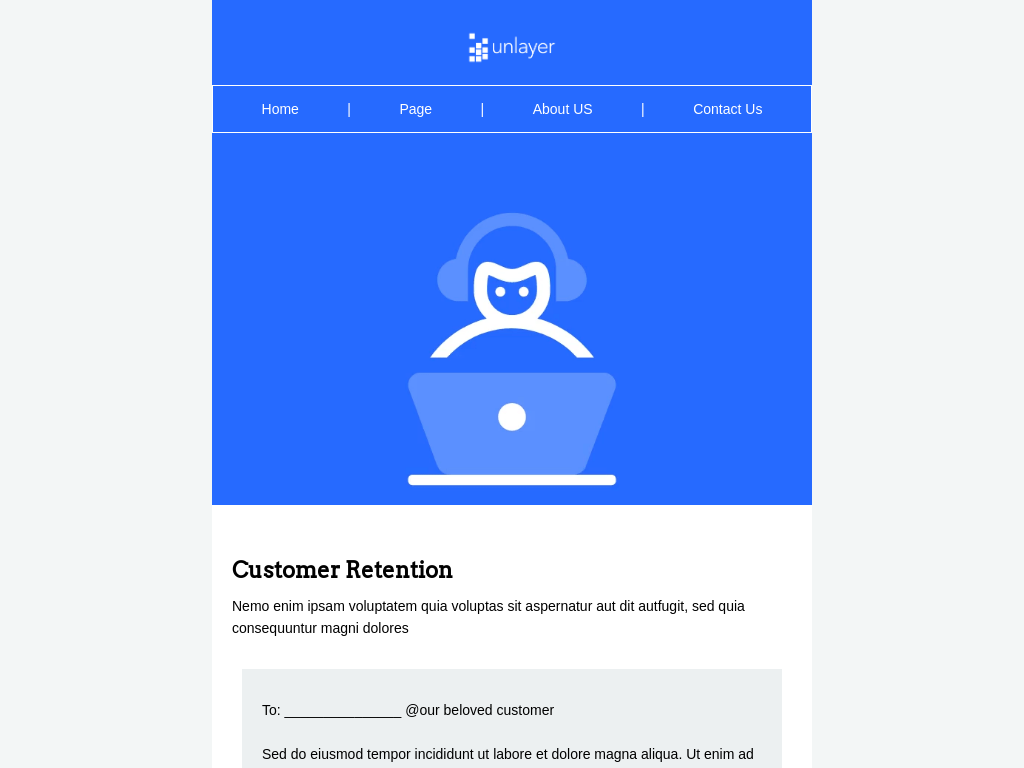 unlayer
Home | Page | About US | Contact Us
Customer Retention
Nemo enim ipsam voluptatem quia voluptas sit aspernatur aut dit autfugit, sed quia
consequuntur magni dolores
To: _______________ @our beloved customer
Sed do eiusmod tempor incididunt ut labore et dolore magna aliqua. Ut enim ad